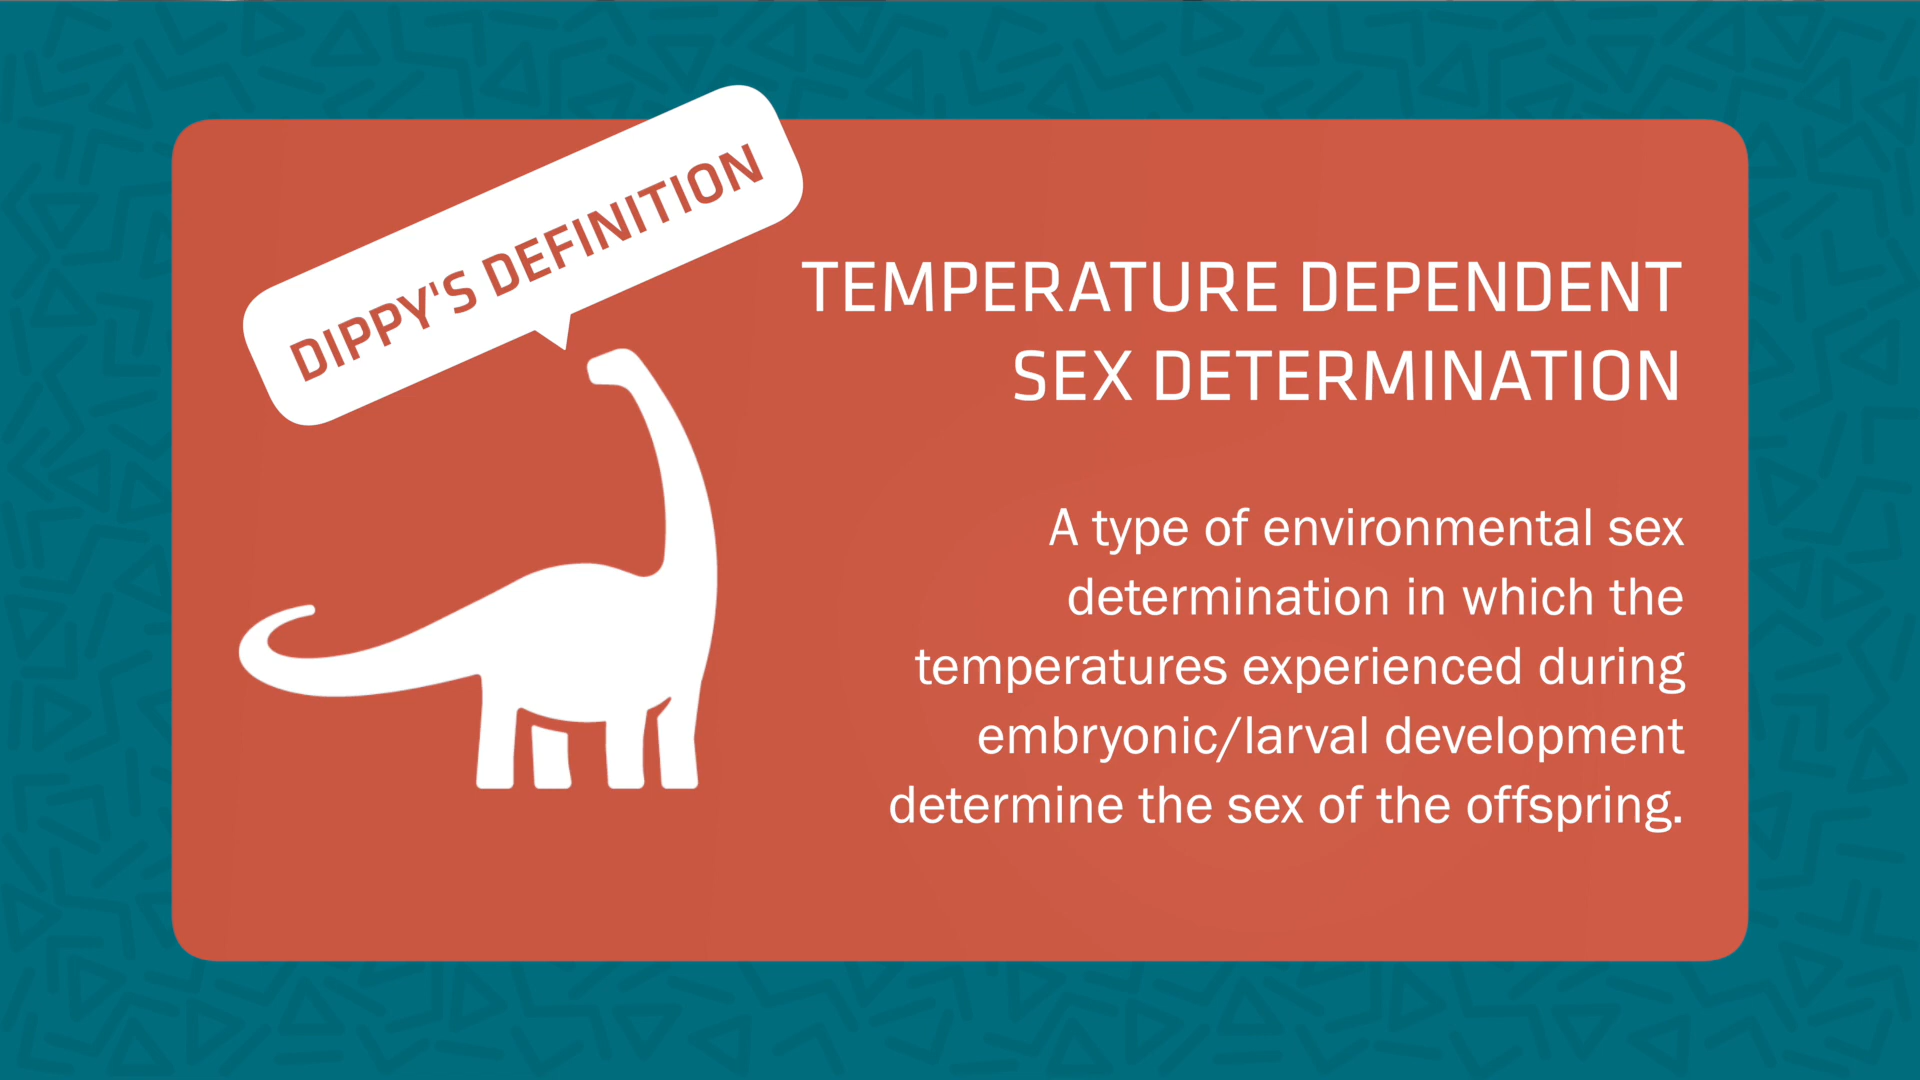 DIPPY'S DEFINITION
TEMPERATURE DEPENDENT
SEX DETERMINATION
A type of environmental sex
determination in which the
temperatures experienced during
embryonic/larval development
determine the sex of the offspring.